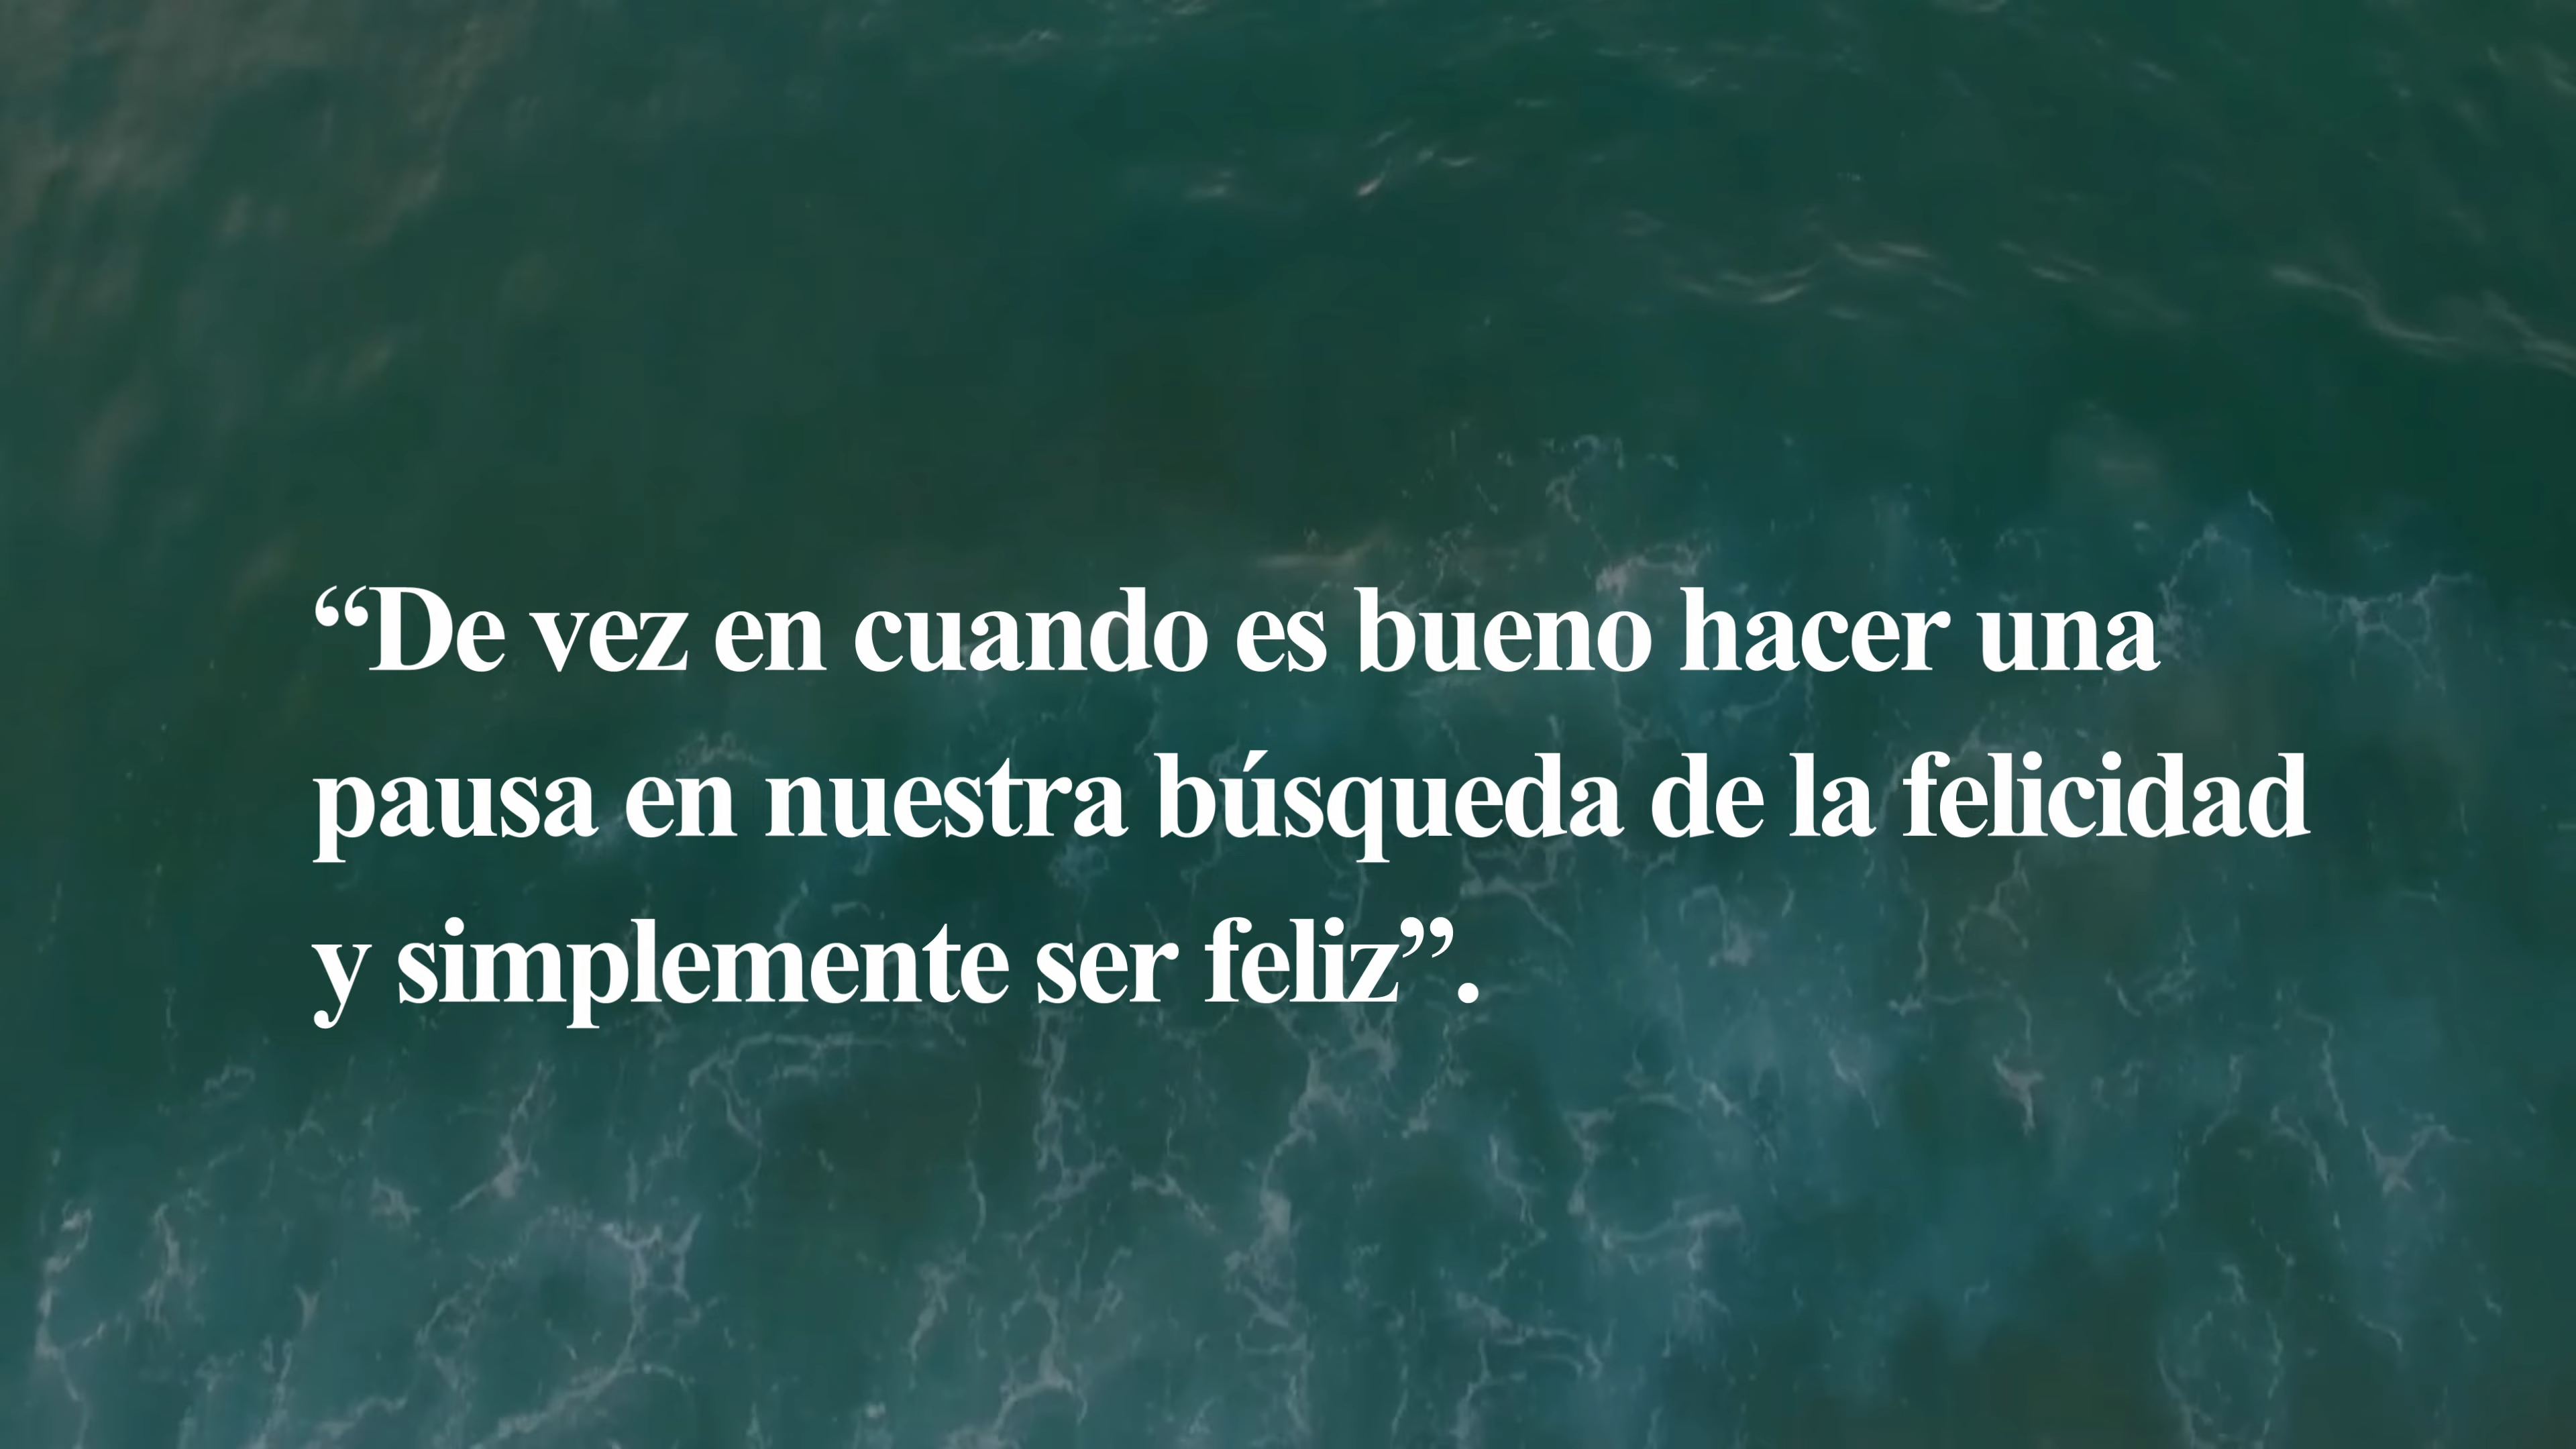 “De vez en cuando es bueno hacer una
pausa en nuestra búsqueda de la felicidad
y simplemente ser feliz”.